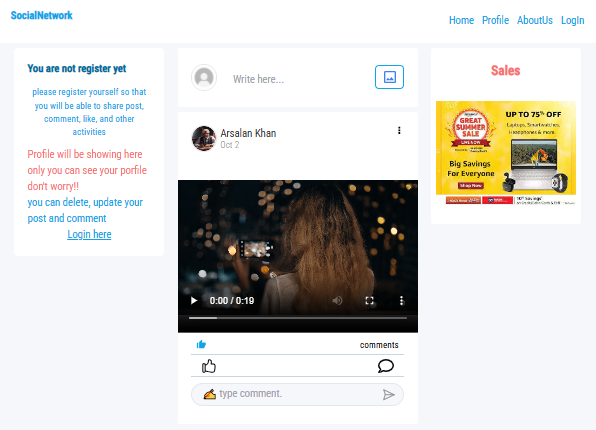 SocialNetwork
Home Profile AboutUs LogIn
You are not register yet
please register yourself so that
you will be able to share post,
comment, like, and other
activities
Profile will be showing here
only you can see your porfile
don't worry!!
you can delete, update your
post and comment
Login here
Write here...
Arsalan Khan
Oct 2
0:00 / 0:19
comments
type comment.
Sales
GREAT
SUMMER
SALE
LIVE NOW
UP TO 75% OFF
Laptops, Smartwatches,
Headphones & more
Big Savings
For Everyone
Shop Now
10% Savings*